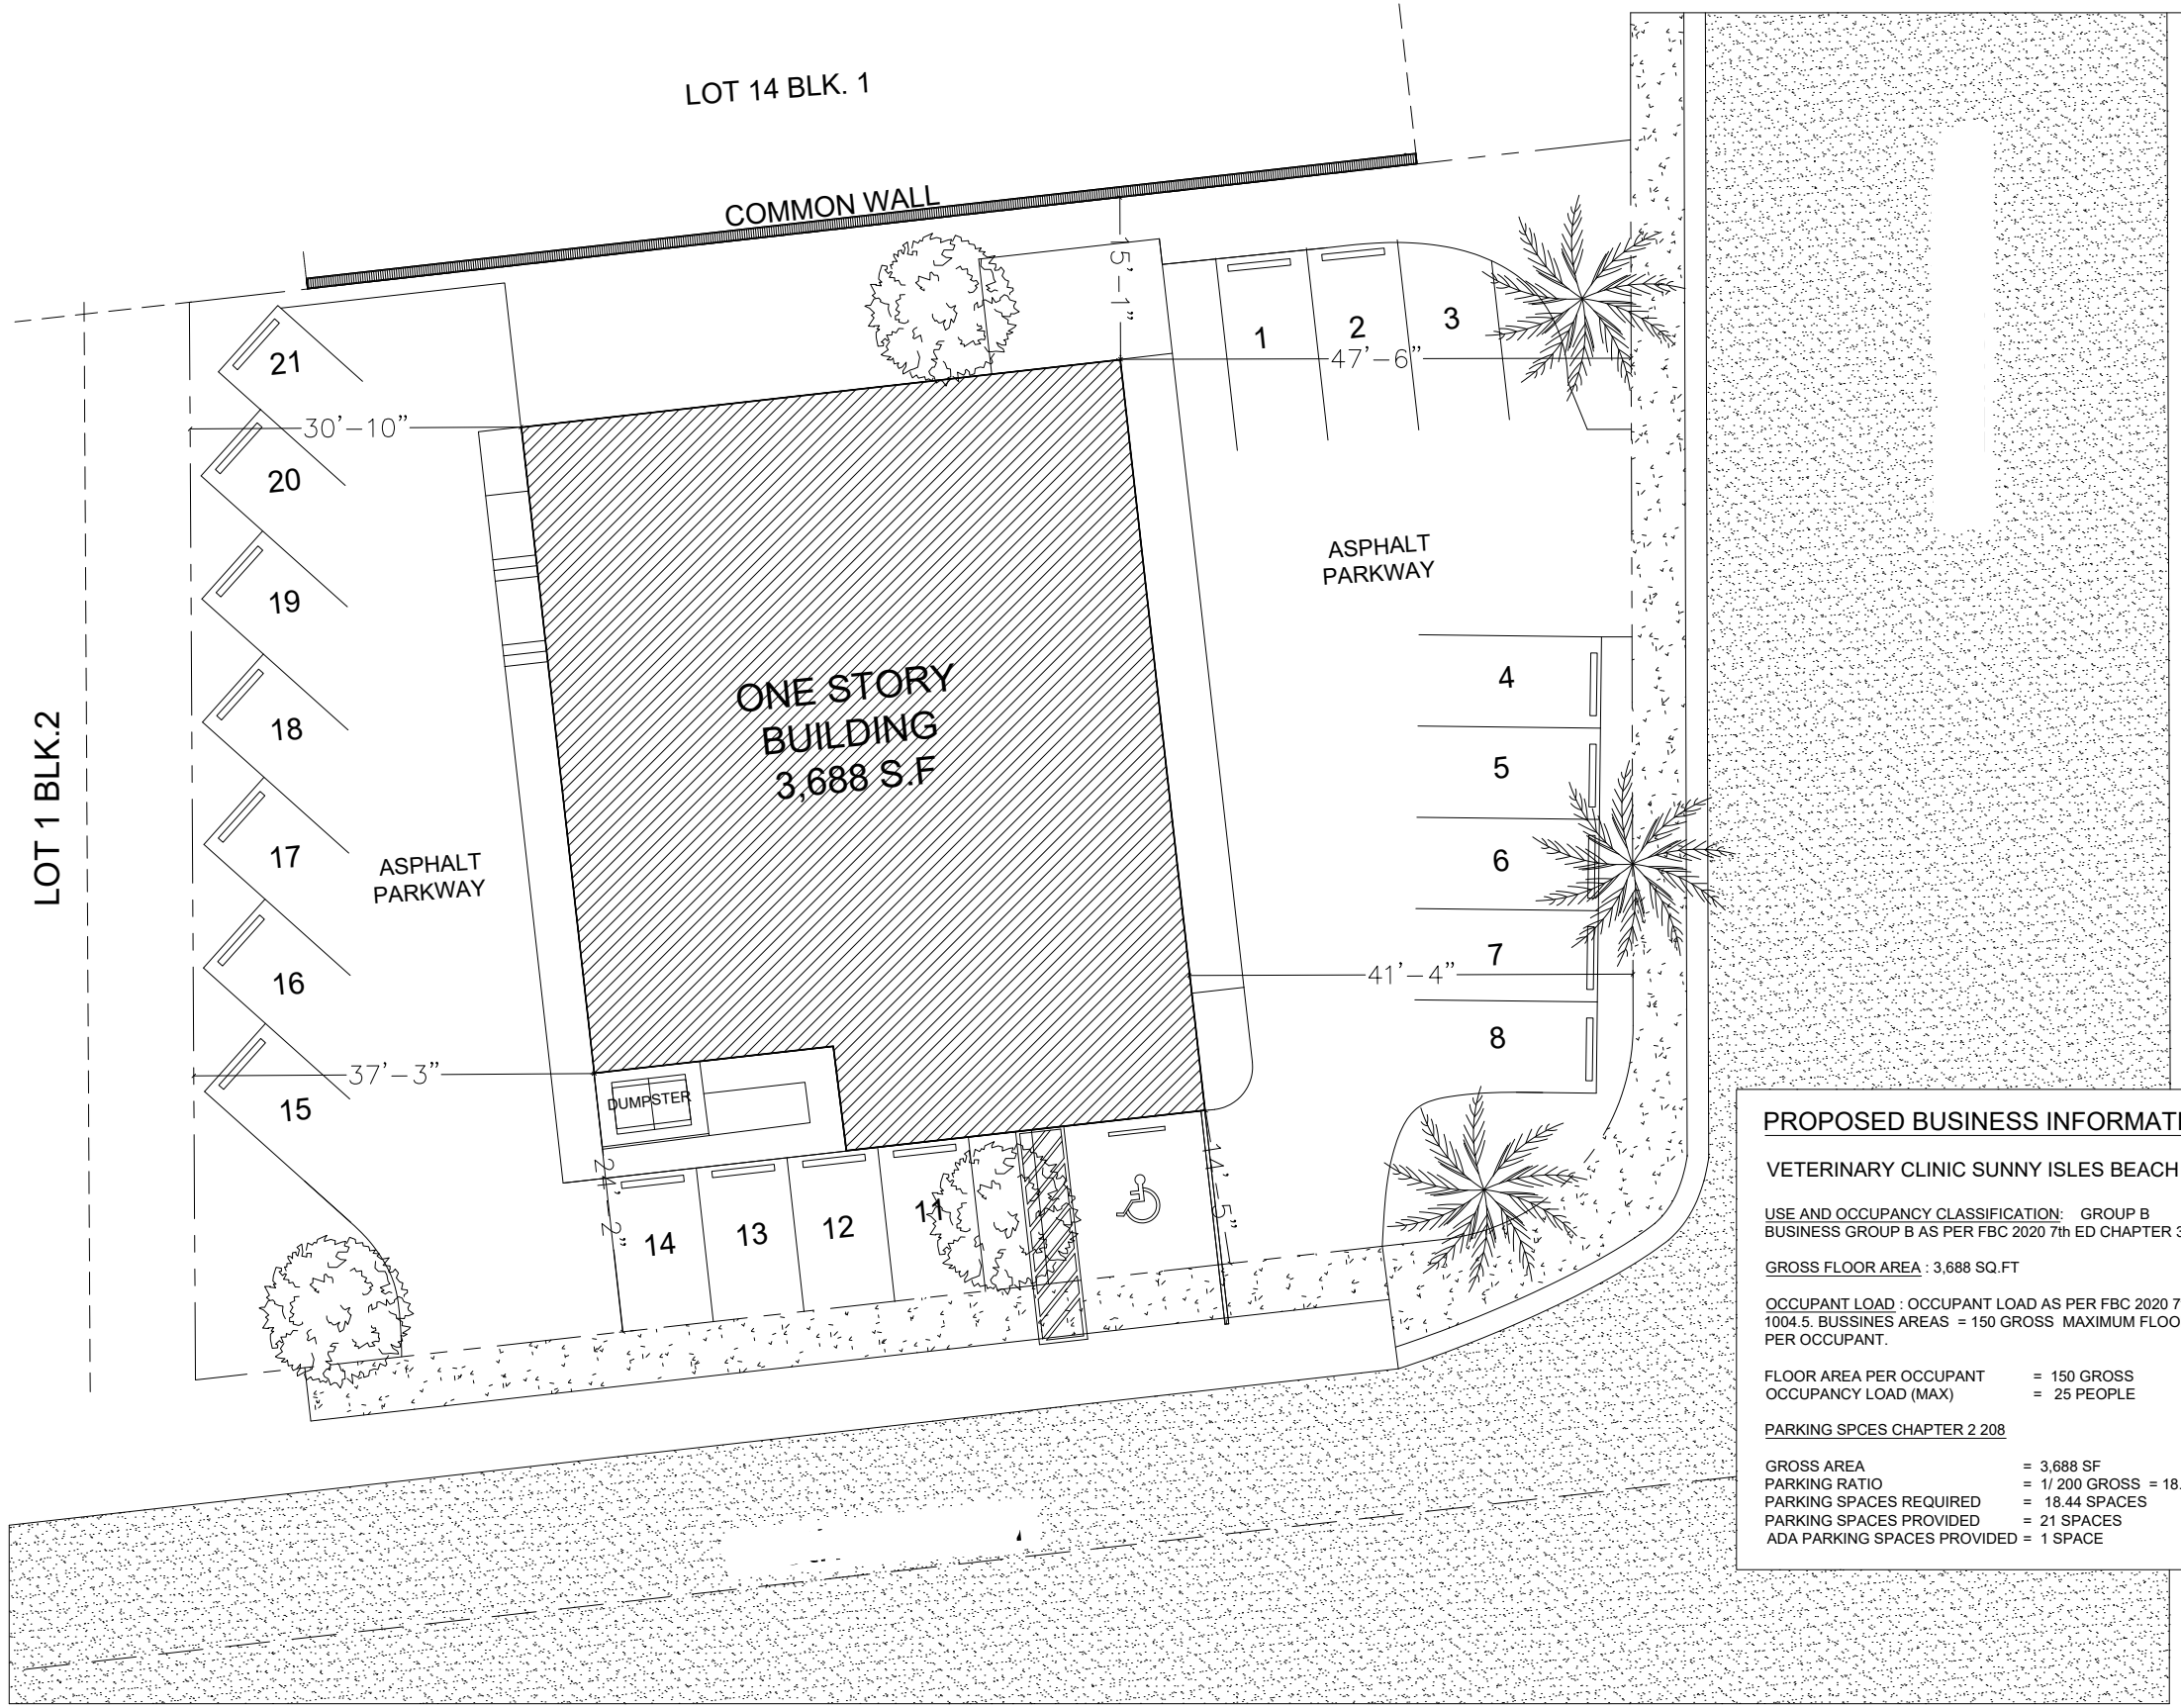 LOT 14 BLK. 1
COMMON WALL
15'-1"
1
2
3
47'-6"
21
30'-10"
20
19
18
17
16
15
LOT 1 BLK.2
ASPHALT
PARKWAY
ONE STORY
BUILDING
3,688 S.F
ASPHALT
PARKWAY
4
5
6
7
8
41'-4"
37'-3"
DUMPSTER
24'-2"
14
13
12
11
14'-5"
PROPOSED BUSINESS INFORMATI
VETERINARY CLINIC SUNNY ISLES BEACH
USE AND OCCUPANCY CLASSIFICATION: GROUP B
BUSINESS GROUP B AS PER FBC 2020 7th ED CHAPTER 3
GROSS FLOOR AREA : 3,688 SQ.FT
OCCUPANT LOAD : OCCUPANT LOAD AS PER FBC 2020 7
1004.5. BUSSINES AREAS = 150 GROSS MAXIMUM FLOO
PER OCCUPANT.
FLOOR AREA PER OCCUPANT = 150 GROSS
OCCUPANCY LOAD (MAX) = 25 PEOPLE
PARKING SPCES CHAPTER 2 208
GROSS AREA = 3,688 SF
PARKING RATIO = 1/ 200 GROSS = 18.
PARKING SPACES REQUIRED = 18.44 SPACES
PARKING SPACES PROVIDED = 21 SPACES
ADA PARKING SPACES PROVIDED = 1 SPACE